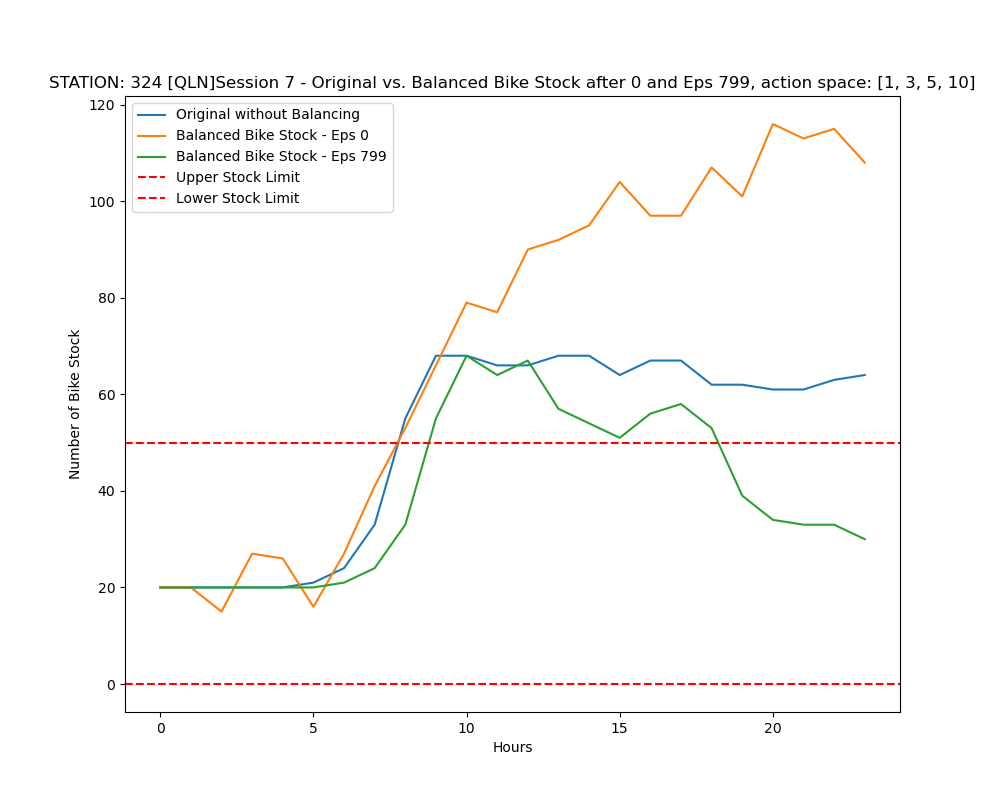 STATION: 324 [QLN]Session 7 - Original vs. Balanced Bike Stock after 0 and Eps 799, action space: [1, 3, 5, 10]
Original without Balancing
Balanced Bike Stock - Eps 0
Balanced Bike Stock - Eps 799
Upper Stock Limit
Lower Stock Limit
Number of Bike Stock
120
100
80
60
40
20
0
0 5 10 15 20
Hours